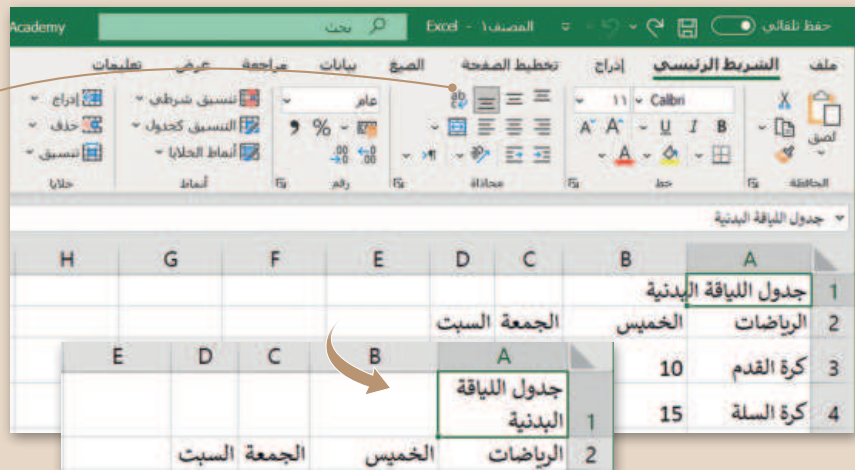 حفظ تلقائي المصنف١ - Excel بحث Academy
ملف الشريط الرئيسي إدراج تخطيط الصفحة الصيغ بيانات مراجعة عرض تعليمات
لصق
Calibri ١١
B I U
A A
A
ab
عام
% 
تنسيق شرطي
التنسيق كجدول
أنماط الخلايا
إدراج
حذف
تنسيق
الحافظة خط محاذاة رقم أنماط خلايا
جدول اللياقة البدنية
A B C D E F G H
1 جدول اللياقة البدنية
2 الرياضات الخميس الجمعة السبت
3 كرة القدم 10
4 كرة السلة 15
A B C D E
1 جدول اللياقة
البدنية
2 الرياضات الخميس الجمعة السبت